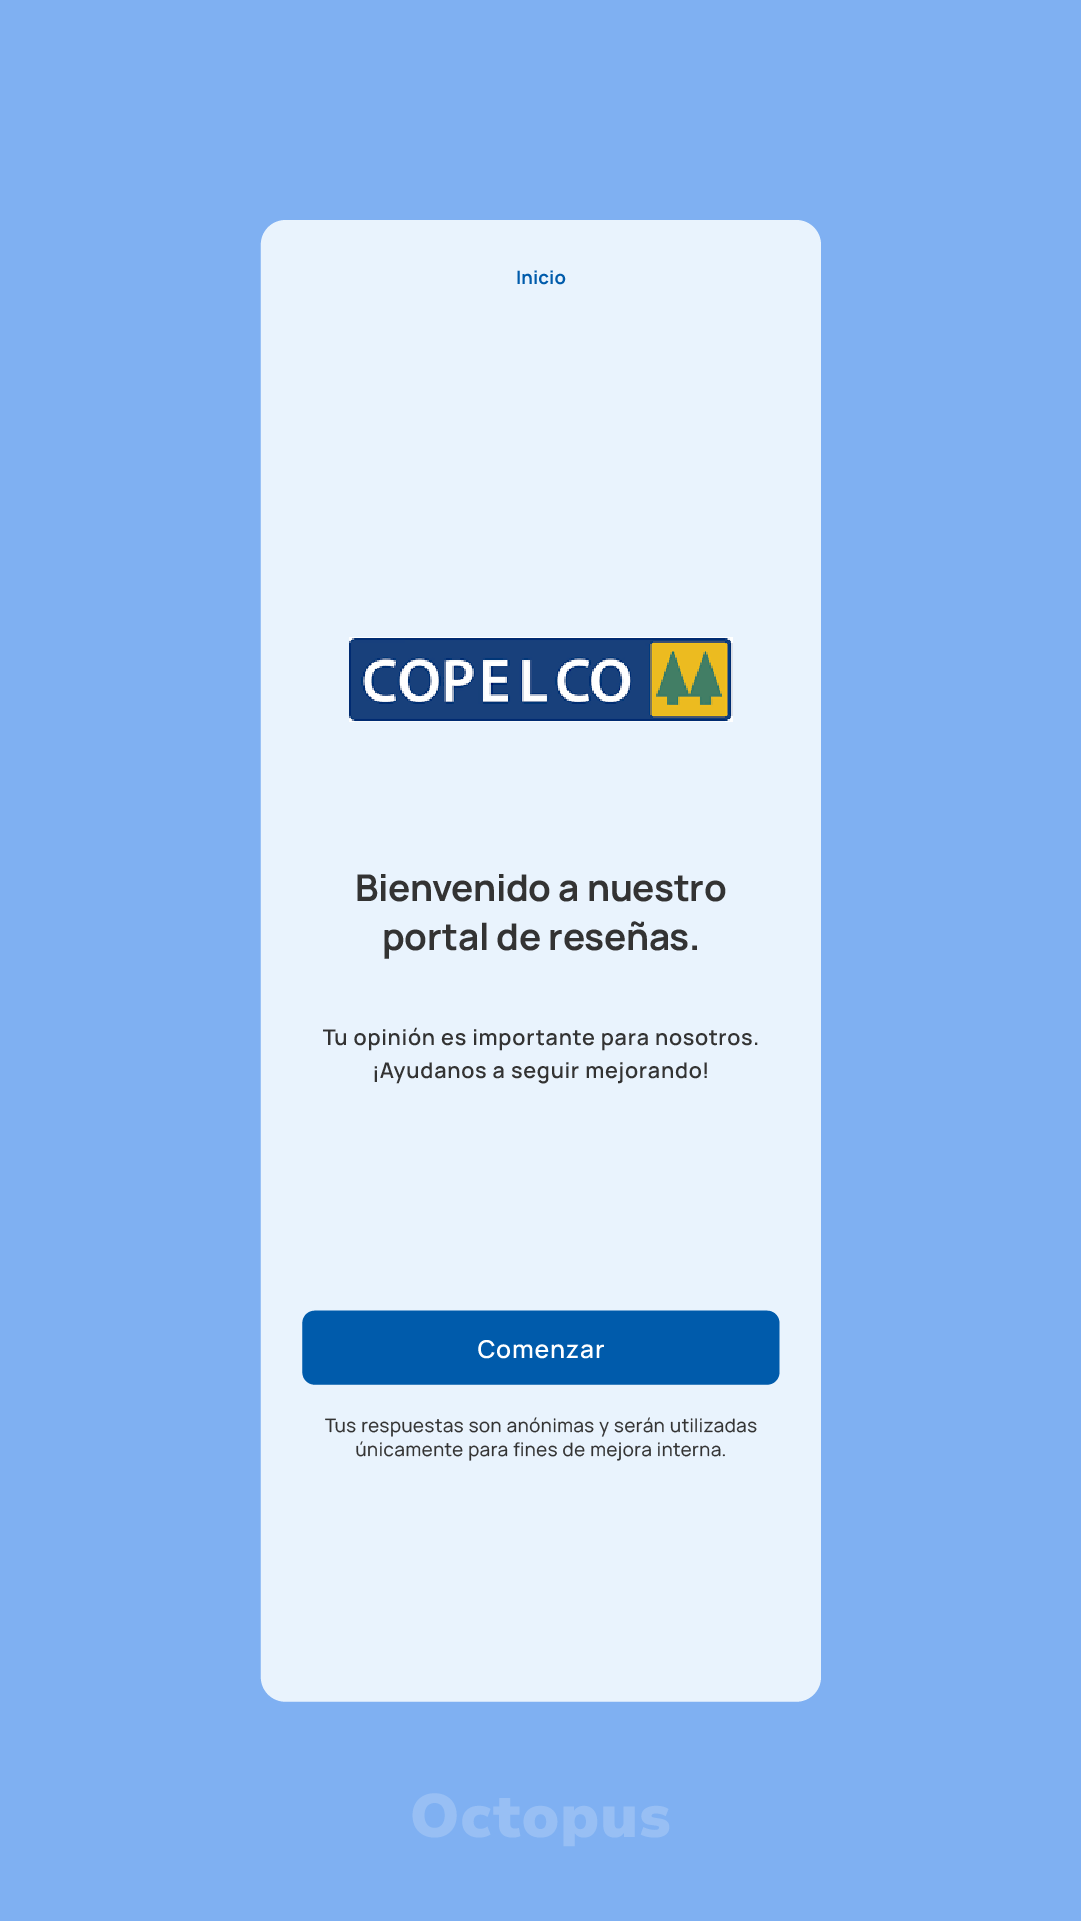 Inicio
COPELCO
Bienvenido a nuestro
portal de reseñas.
Tu opinión es importante para nosotros.
¡Ayudanos a seguir mejorando!
Comenzar
Tus respuestas son anónimas y serán utilizadas
únicamente para fines de mejora interna.
Octopus